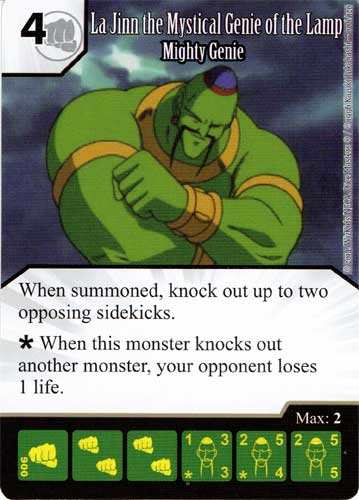 4
La Jinn the Mystical Genie of the Lamp
Mighty Genie
When summoned, knock out up to two
opposing sidekicks.
* When this monster knocks out
another monster, your opponent loses
1 life.
Max: 2
1 3
* 3
2 5
* 4
2 5
5
006